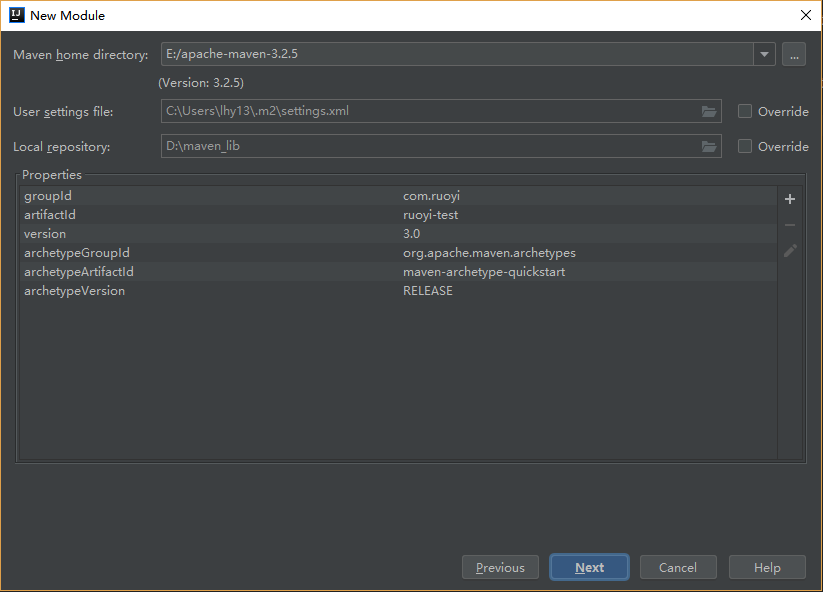 New Module
Maven home directory: E:/apache-maven-3.2.5 ...
(Version: 3.2.5)
User settings file: C:\Users\lhy13\.m2\settings.xml Override
Local repository: D:\maven_lib Override
Properties
groupId com.ruoyi
artifactId ruoyi-test
version 3.0
archetypeGroupId org.apache.maven.archetypes
archetypeArtifactId maven-archetype-quickstart
archetypeVersion RELEASE
Previous Next Cancel Help